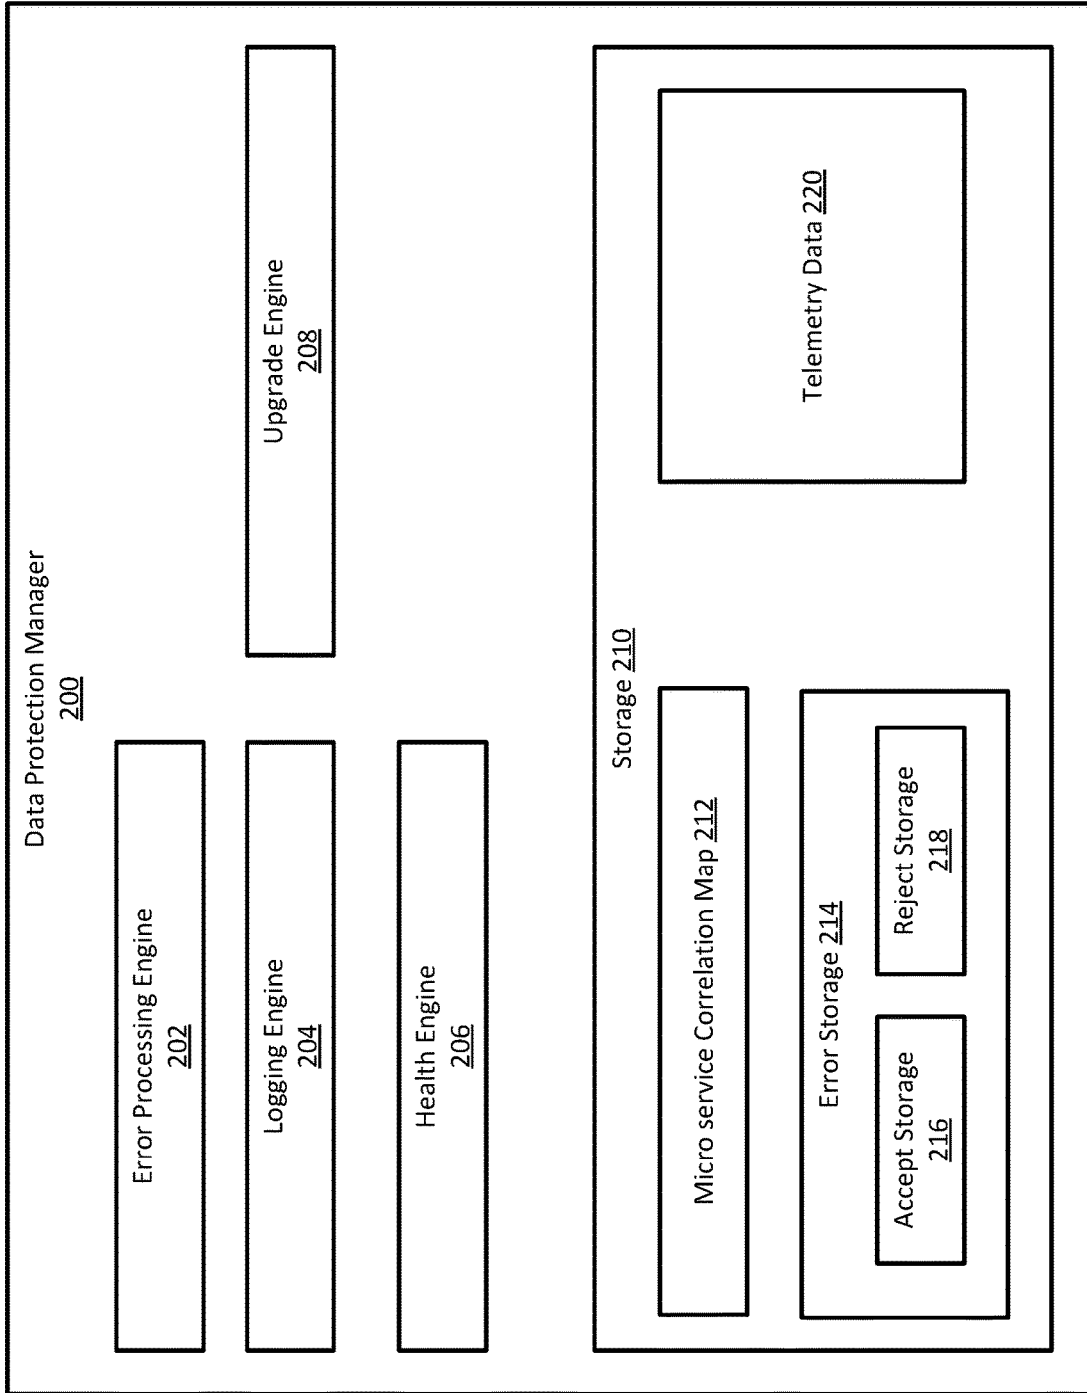 Data Protection Manager
200
Error Processing Engine
202
Logging Engine
204
Upgrade Engine
208
Health Engine
206
Storage 210
Micro service Correlation Map 212
Telemetry Data 220
Error Storage 214
Accept Storage
216
Reject Storage
218